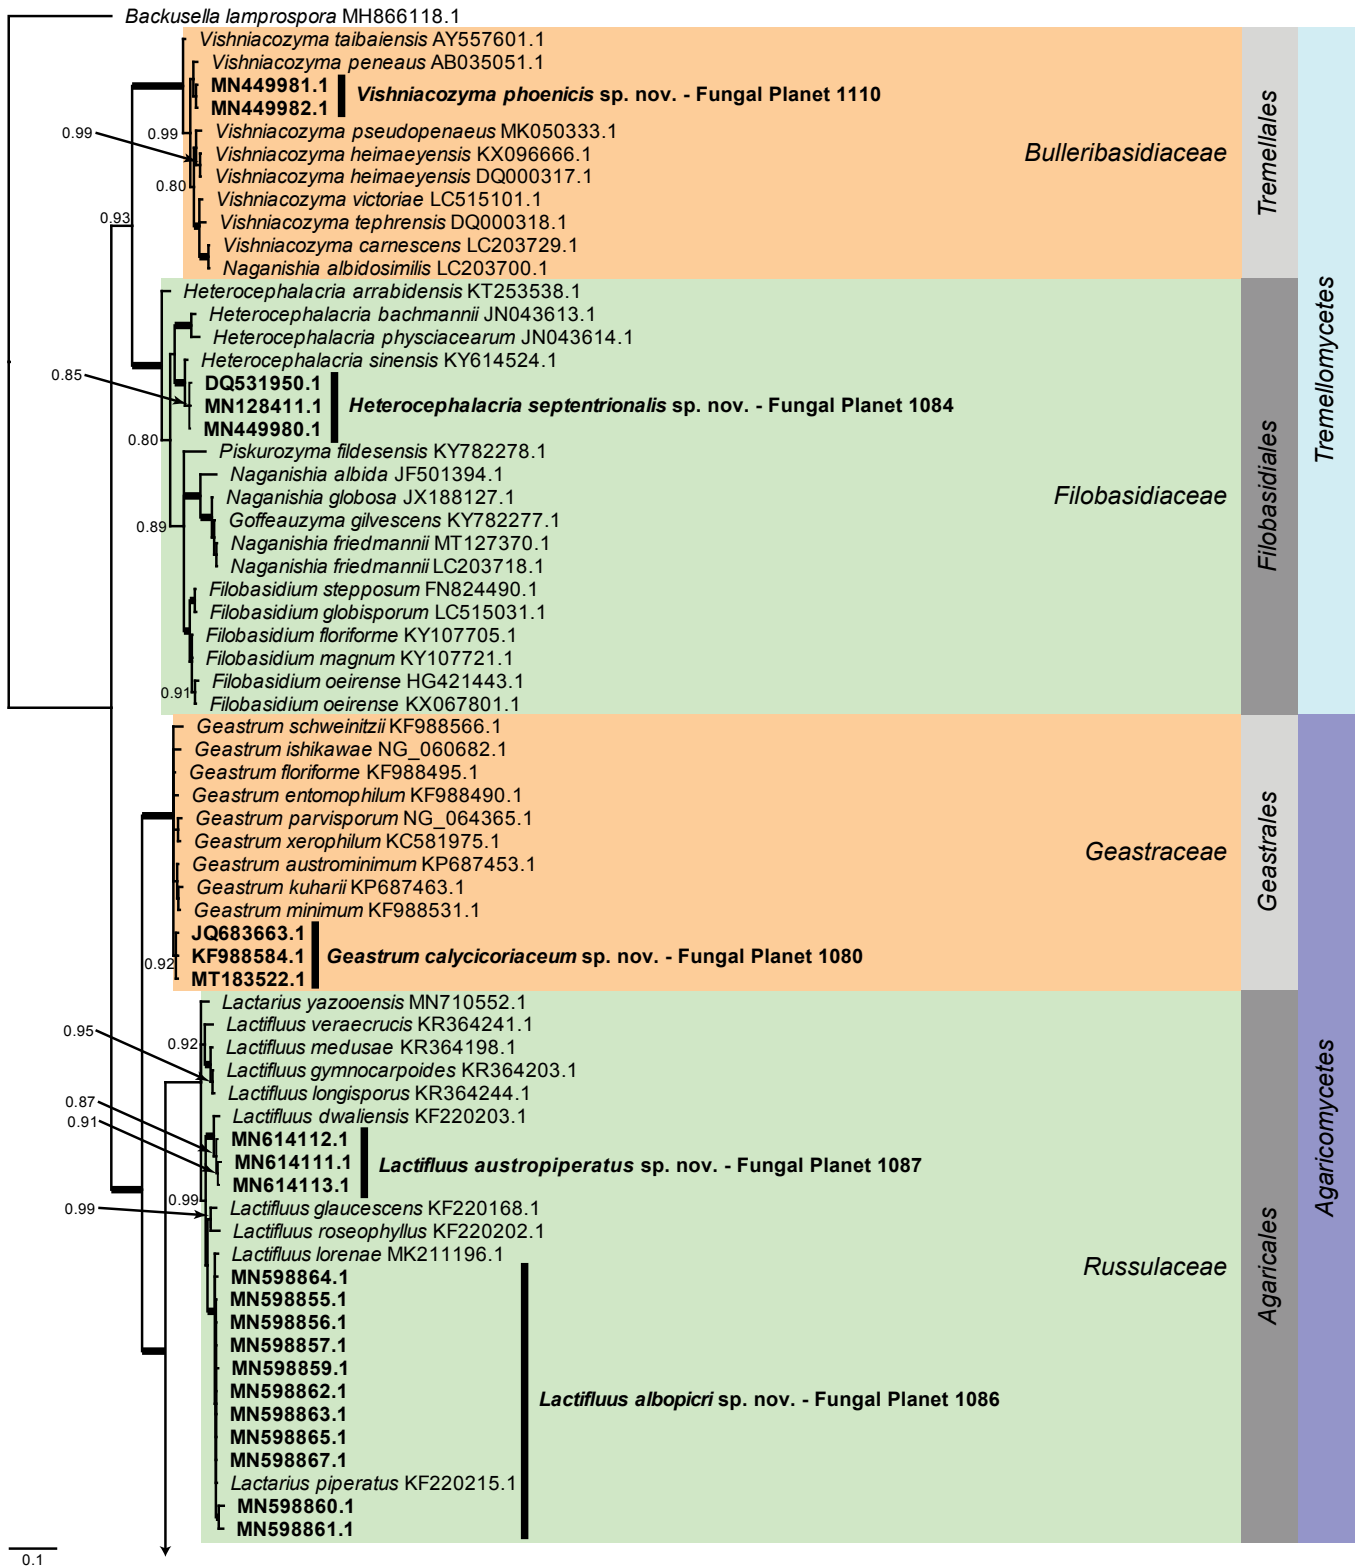 Backusella lamprospora MH866118.1
Vishniacozyma taibaiensis AY557601.1
Vishniacozyma peneaus AB035051.1
MN449981.1
MN449982.1
Vishniacozyma phoenicis sp. nov. - Fungal Planet 1110
Vishniacozyma pseudopenaeus MK050333.1
Vishniacozyma heimaeyensis KX096666.1
Vishniacozyma heimaeyensis DQ000317.1
Vishniacozyma victoriae LC515101.1
Vishniacozyma tephrensis DQ000318.1
Vishniacozyma carnescens LC203729.1
Naganishia albidosimilis LC203700.1
0.99
0.99
0.80
0.93
Bulleribasidiaceae
Tremellales
Heterocephalacria arrabidensis KT253538.1
Heterocephalacria bachmannii JN043613.1
Heterocephalacria physciacearum JN043614.1
Heterocephalacria sinensis KY614524.1
DQ531950.1
MN128411.1
MN449980.1
Heterocephalacria septentrionalis sp. nov. - Fungal Planet 1084
Piskurozyma fildesensis KY782278.1
Naganishia albida JF501394.1
Naganishia globosa JX188127.1
Goffeauzyma gilvescens KY782277.1
Naganishia friedmannii MT127370.1
Naganishia friedmannii LC203718.1
Filobasidium stepposum FN824490.1
Filobasidium globisporum LC515031.1
Filobasidium floriforme KY107705.1
Filobasidium magnum KY107721.1
Filobasidium oeirense HG421443.1
Filobasidium oeirense KX067801.1
0.85
0.80
0.89
0.91
Filobasidiaceae
Filobasidiales
Tremellomycetes
Geastrum schweinitzii KF988566.1
Geastrum ishikawae NG_060682.1
Geastrum floriforme KF988495.1
Geastrum entomophilum KF988490.1
Geastrum parvisporum NG_064365.1
Geastrum xerophilum KC581975.1
Geastrum austrominimum KP687453.1
Geastrum kuharii KP687463.1
Geastrum minimum KF988531.1
JQ683663.1
KF988584.1
MT183522.1
Geastrum calycicoriaceum sp. nov. - Fungal Planet 1080
0.92
Geastraceae
Geastrales
Lactarius yazooensis MN710552.1
Lactifluus veraecrucis KR364241.1
Lactifluus medusae KR364198.1
Lactifluus gymnocarpoides KR364203.1
Lactifluus longisporus KR364244.1
Lactifluus dwaliensis KF220203.1
MN614112.1
MN614111.1
MN614113.1
Lactifluus austropiperatus sp. nov. - Fungal Planet 1087
Lactifluus glaucescens KF220168.1
Lactifluus roseophyllus KF220202.1
Lactifluus lorenae MK211196.1
MN598864.1
MN598855.1
MN598856.1
MN598857.1
MN598859.1
MN598862.1
MN598863.1
MN598865.1
MN598867.1
Lactarius piperatus KF220215.1
MN598860.1
MN598861.1
Lactifluus albopicri sp. nov. - Fungal Planet 1086
0.95
0.92
0.87
0.91
0.99
0.99
Russulaceae
Agaricales
Agaricomycetes
0.1